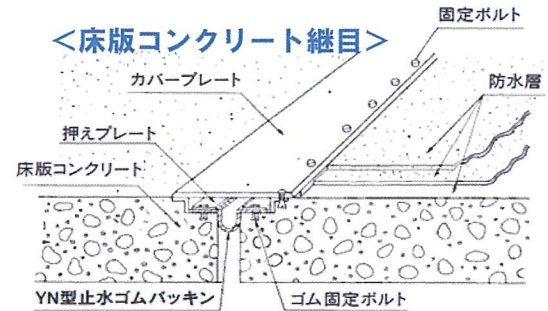 <床版コンクリート継目>
固定ボルト
カバープレート
防水層
押えプレート
床版コンクリート
YN型止水ゴムパッキン
ゴム固定ボルト